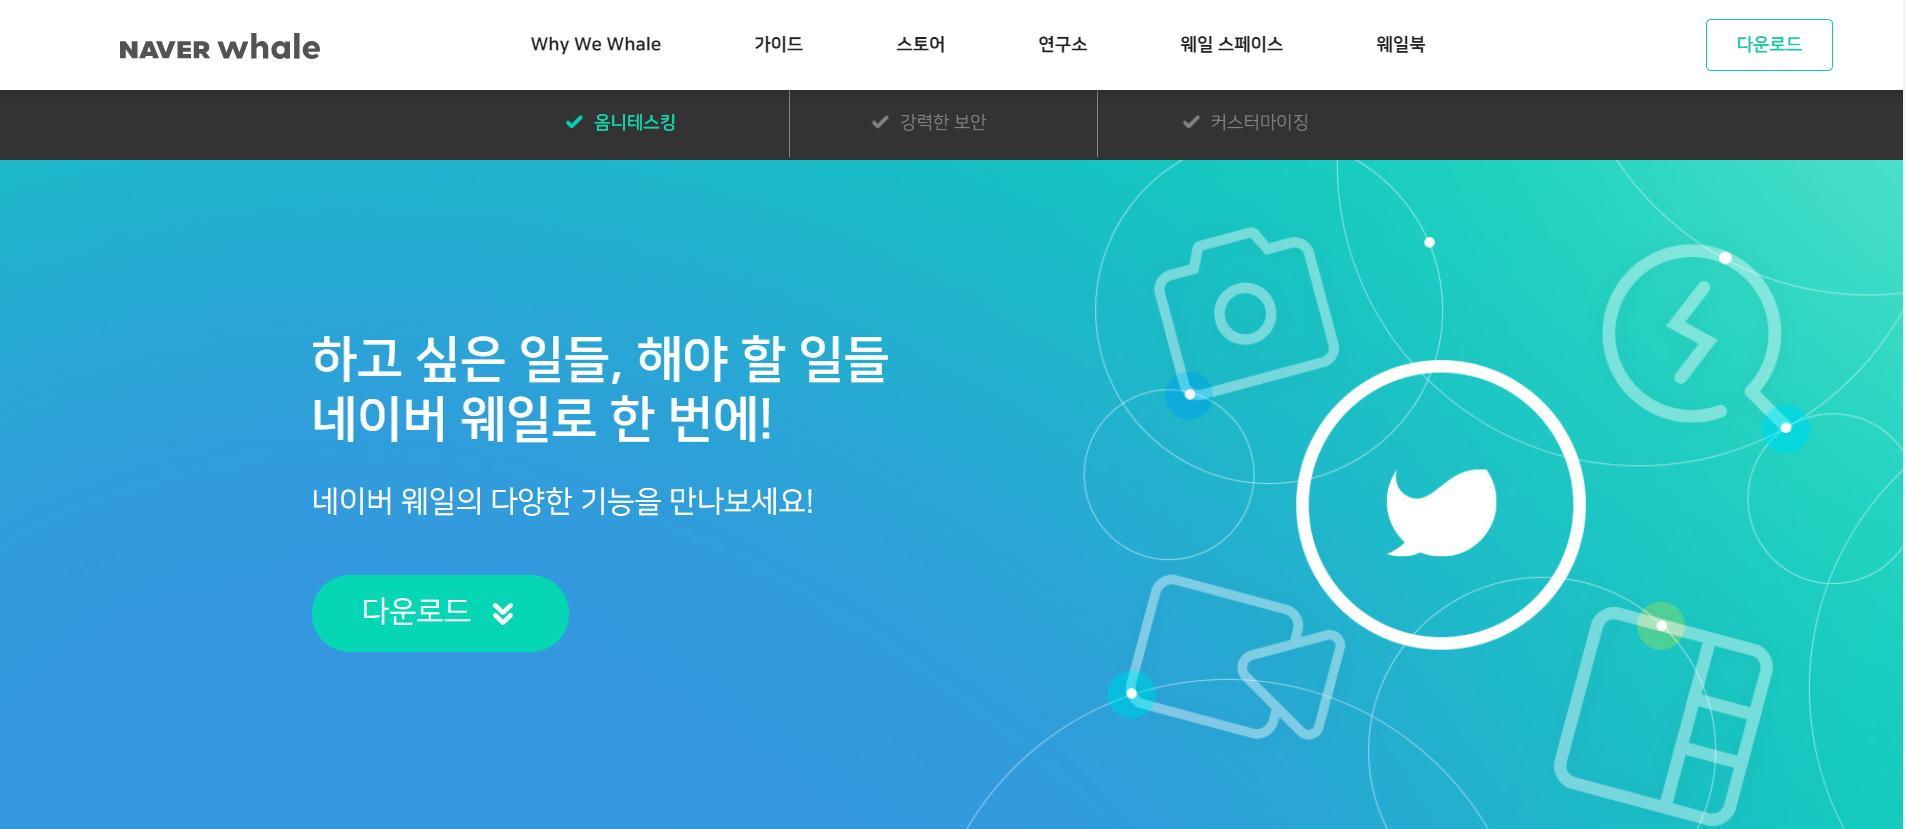 NAVER whale
Why We Whale
가이드
스토어
연구소
웨일 스페이스
웨일북
다운로드
옴니테스킹
강력한 보안
커스터마이징
하고 싶은 일들, 해야 할 일들
네이버 웨일로 한 번에!
네이버 웨일의 다양한 기능을 만나보세요!
다운로드